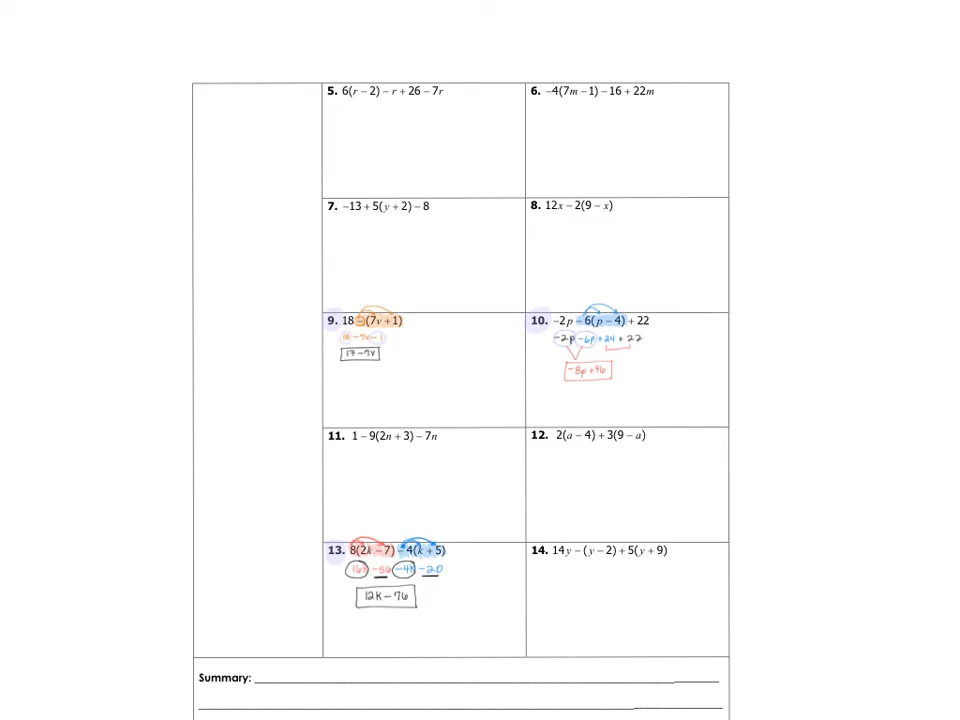 5. 6(r − 2) − r + 26 − 7r
6. −4(7m − 1) − 16 + 22m
7. −13 + 5(y + 2) − 8
8. 12x − 2(9 − x)
9. 18 − (7v + 1)
18 − 7v − 1
17 − 7v
10. −2p − 6(p − 4) + 22
−2p −6p + 24 + 22
−8p + 46
11. 1 − 9(2n + 3) − 7n
12. 2(a − 4) + 3(9 − a)
13. 8(2k − 7) − 4(k + 5)
16k − 56 − 4k − 20
12k − 76
14. 14y − (y − 2) + 5(y + 9)
Summary: